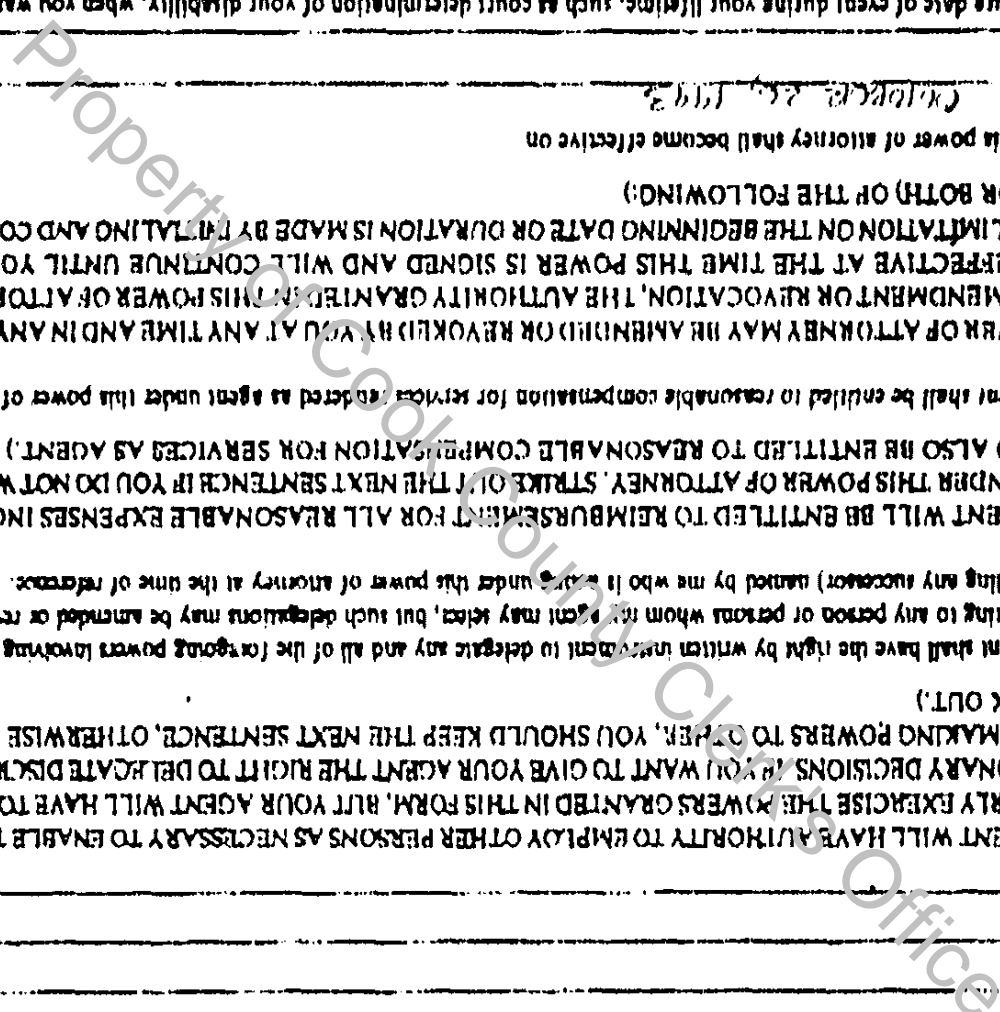 ENT WILL HAVE AUTHORITY TO EMPLOY OTHER PERSONS AS NECESSARY TO ENABLE T
RLY EXERCISE THE POWERS GRANTED IN THIS FORM, BUT YOUR AGENT WILL HAVE TO
NARY DECISIONS. IF YOU WANT TO GIVE YOUR AGENT THE RIGHT TO DELEGATE DISCR
MAKING POWERS TO OTHERS, YOU SHOULD KEEP THE NEXT SENTENCE, OTHERWISE
K OUT.)
nt shall have the right by written instrument to delegate any and all of the foregoing powers involving
ting to any person or persons whom my agent may select, but such delegations may be amended or re
ding any successor) named by me who is acting under this power of attorney at the time of reference.
ENT WILL BE ENTITLED TO REIMBURSEMENT FOR ALL REASONABLE EXPENSES INC
NDER THIS POWER OF ATTORNEY. STRIKE OUT THE NEXT SENTENCE IF YOU DO NOT W
O ALSO BE ENTITLED TO REASONABLE COMPENSATION FOR SERVICES AS AGENT.)
nt shall be entitled to reasonable compensation for services rendered as agent under this power of
ER OF ATTORNEY MAY BE AMENDED OR REVOKED BY YOU AT ANY TIME AND IN ANY
MENDMENT OR REVOCATION, THE AUTHORITY GRANTED IN THIS POWER OF ATTOR
EFFECTIVE AT THE TIME THIS POWER IS SIGNED AND WILL CONTINUE UNTIL YO
LIMITATION ON THE BEGINNING DATE OR DURATION IS MADE BY INITIALING AND CO
OR BOTH) OF THE FOLLOWING:)
is power of attorney shall become effective on
OCTOBER 1993
ure date or event during your lifetime, such as court determination of your disability, when you wan
Property of Cook County Clerk's Office